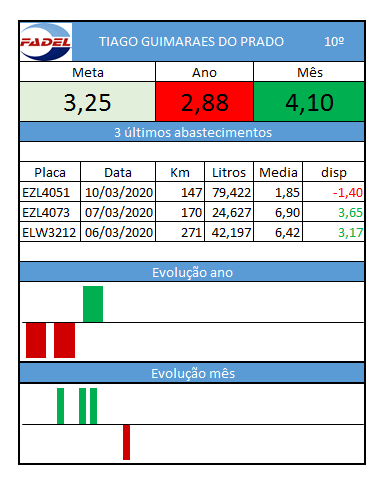 FADEL
TIAGO GUIMARAES DO PRADO 10º
Meta Ano Mês
3,25 2,88 4,10
3 últimos abastecimentos
Placa Data Km Litros Media disp
EZL4051 10/03/2020 147 79,422 1,85 -1,40
EZL4073 07/03/2020 170 24,627 6,90 3,65
ELW3212 06/03/2020 271 42,197 6,42 3,17
Evolução ano
Evolução mês